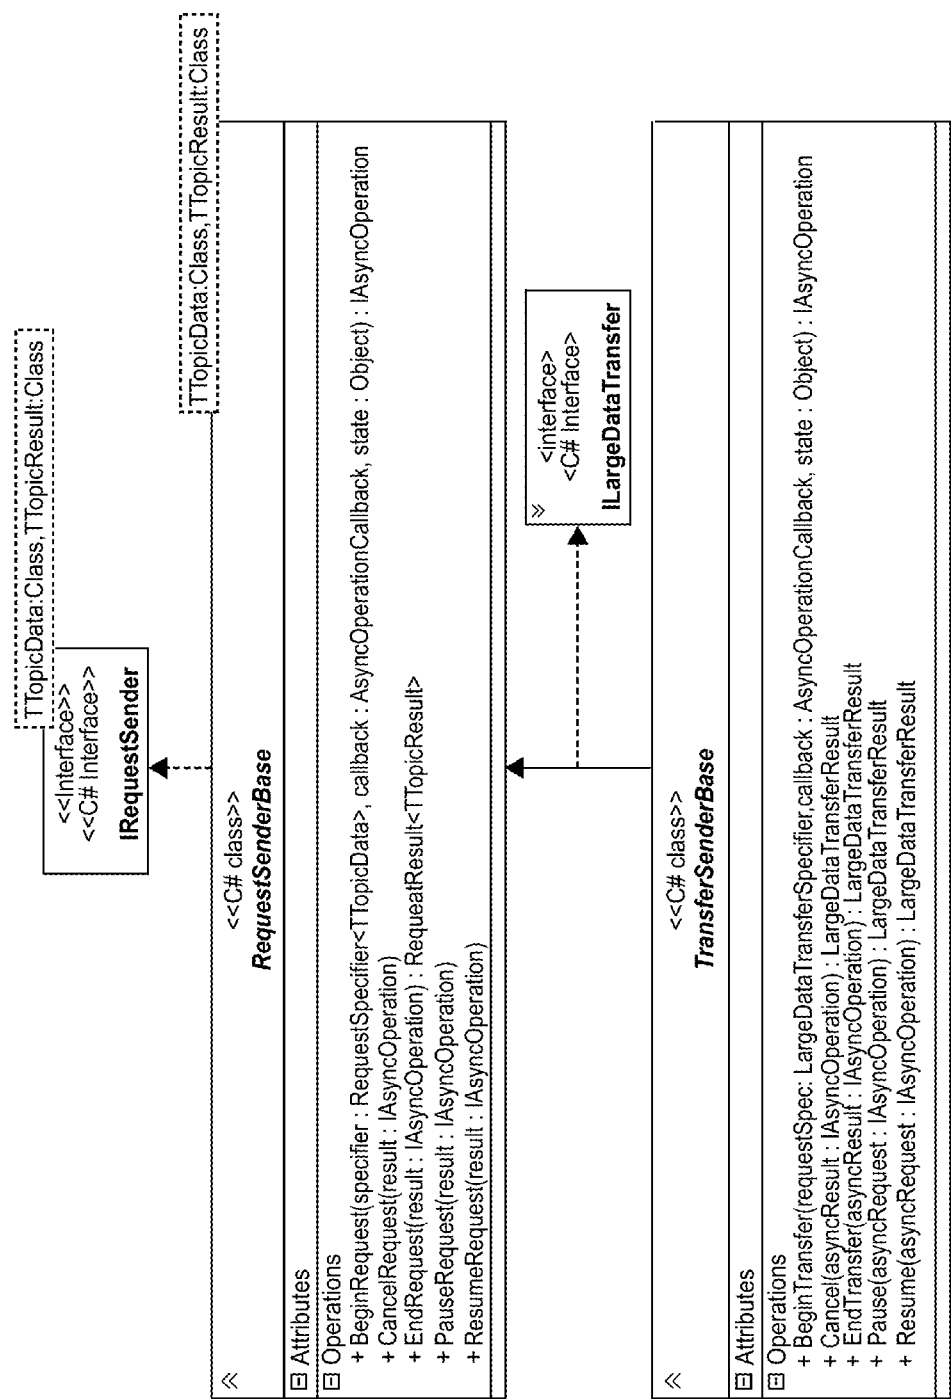 TTopicData:Class,TTopicResult:Class
<<Interface>>
<<C# Interface>>
IRequestSender
TTopicData:Class,TTopicResult:Class
<<C# class>>
RequestSenderBase
Attributes
Operations
+ BeginRequest(specifier : RequestSpecifier<TTopicData>, callback : AsyncOperationCallback, state : Object) : IAsyncOperation
+ CancelRequest(result : IAsyncOperation)
+ EndRequest(result : IAsyncOperation) : RequeatResult<TTopicResult>
+ PauseRequest(result : IAsyncOperation)
+ ResumeRequest(result : IAsyncOperation)
<interface>
<C# Interface>
ILargeDataTransfer
<<C# class>>
TransferSenderBase
Attributes
Operations
+ BeginTransfer(requestSpec: LargeDataTransferSpecifier,callback : AsyncOperationCallback, state : Object) : IAsyncOperation
+ Cancel(asyncResult : IAsyncOperation) : LargeDataTransferResult
+ EndTransfer(asyncResult : IAsyncOperation) : LargeDataTransferResult
+ Pause(asyncRequest : IAsyncOperation) : LargeDataTransferResult
+ Resume(asyncRequest : IAsyncOperation) : LargeDataTransferResult